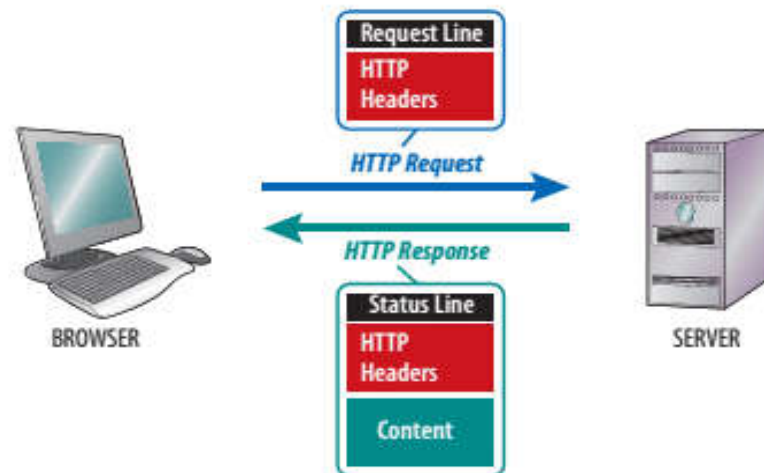 Request Line
HTTP
Headers
HTTP Request
HTTP Response
BROWSER
SERVER
Status Line
HTTP
Headers
Content